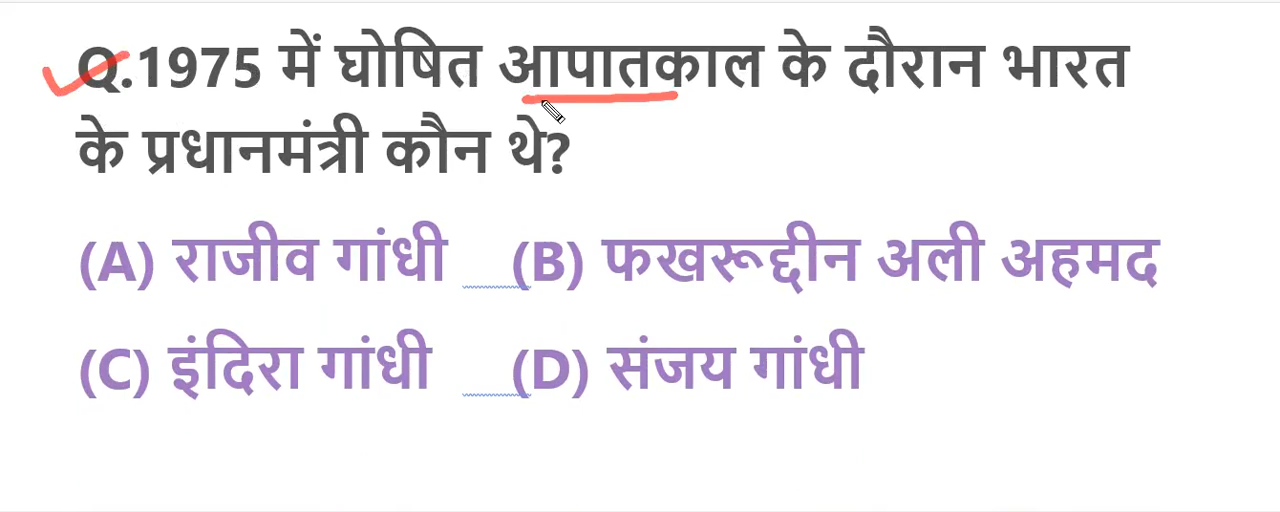 Q.1975 में घोषित आपातकाल के दौरान भारत
के प्रधानमंत्री कौन थे?
(A) राजीव गांधी (B) फखरूद्दीन अली अहमद
(C) इंदिरा गांधी (D) संजय गांधी